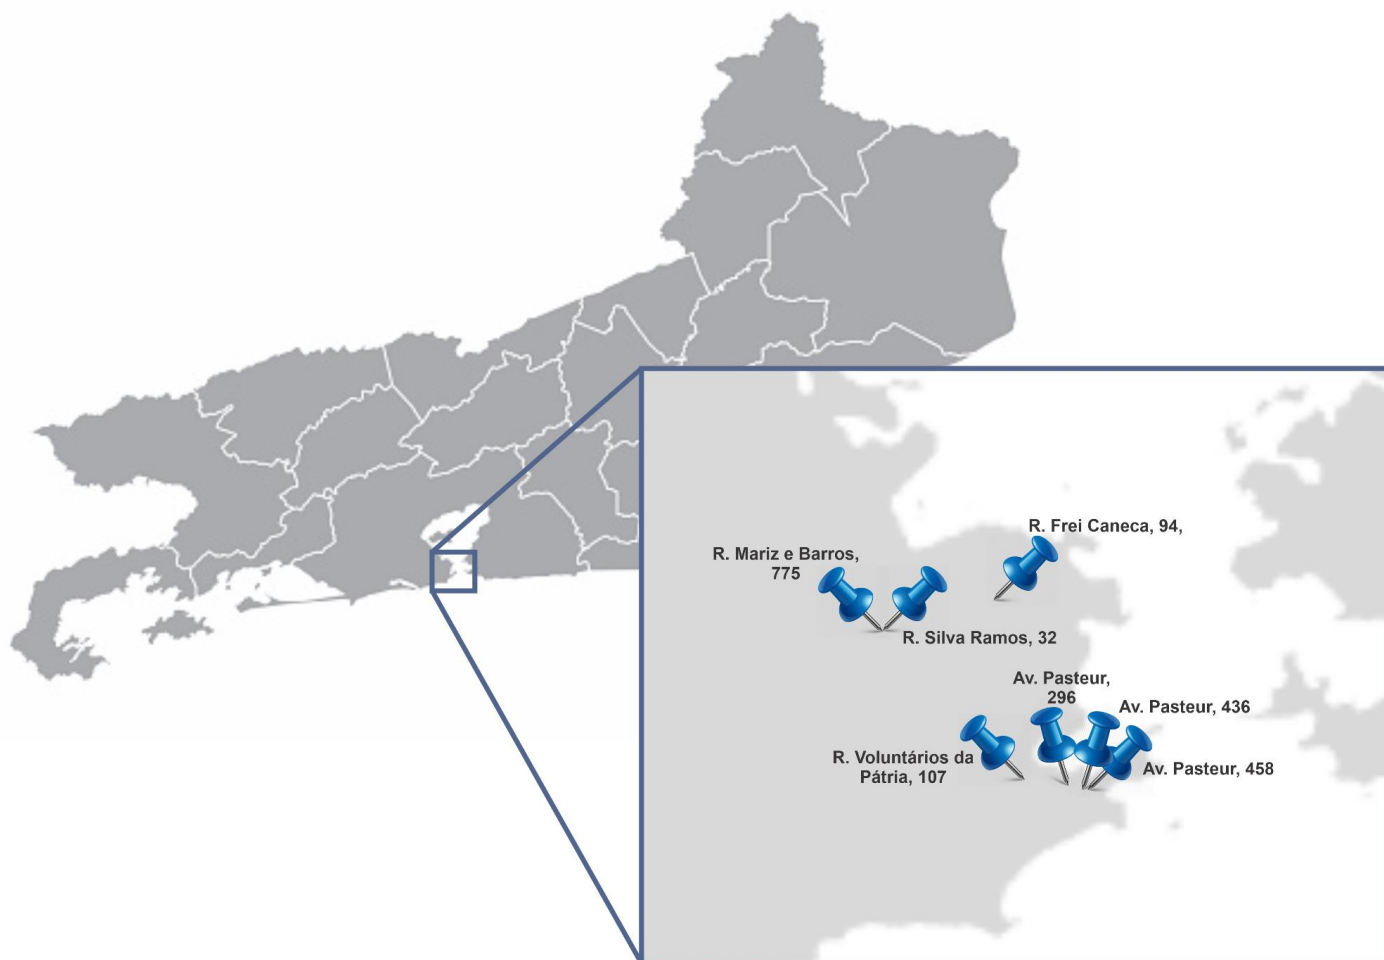 R. Frei Caneca, 94,
R. Mariz e Barros,
775
R. Silva Ramos, 32
Av. Pasteur,
296
Av. Pasteur, 436
R. Voluntários da
Pátria, 107
Av. Pasteur, 458